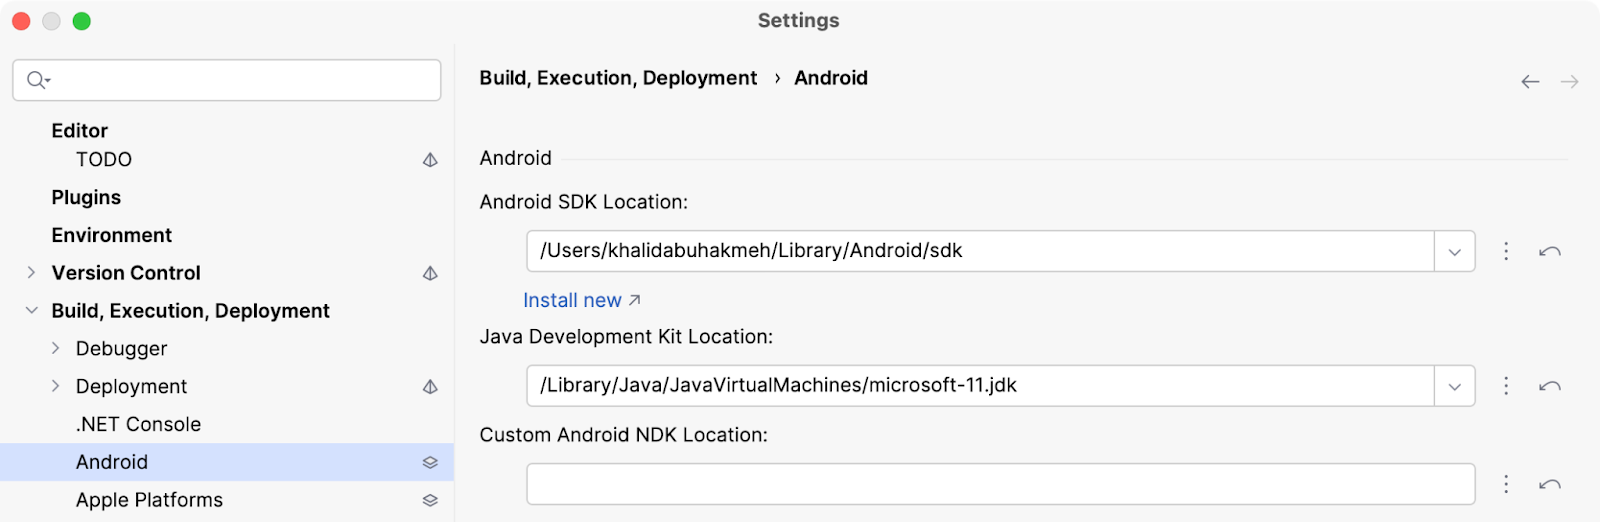 Settings
Build, Execution, Deployment › Android
Editor
TODO
Plugins
Environment
Version Control
Build, Execution, Deployment
Debugger
Deployment
.NET Console
Android
Apple Platforms
Android
Android SDK Location:
/Users/khalidabuhakmeh/Library/Android/sdk
Install new ↗
Java Development Kit Location:
/Library/Java/JavaVirtualMachines/microsoft-11.jdk
Custom Android NDK Location: